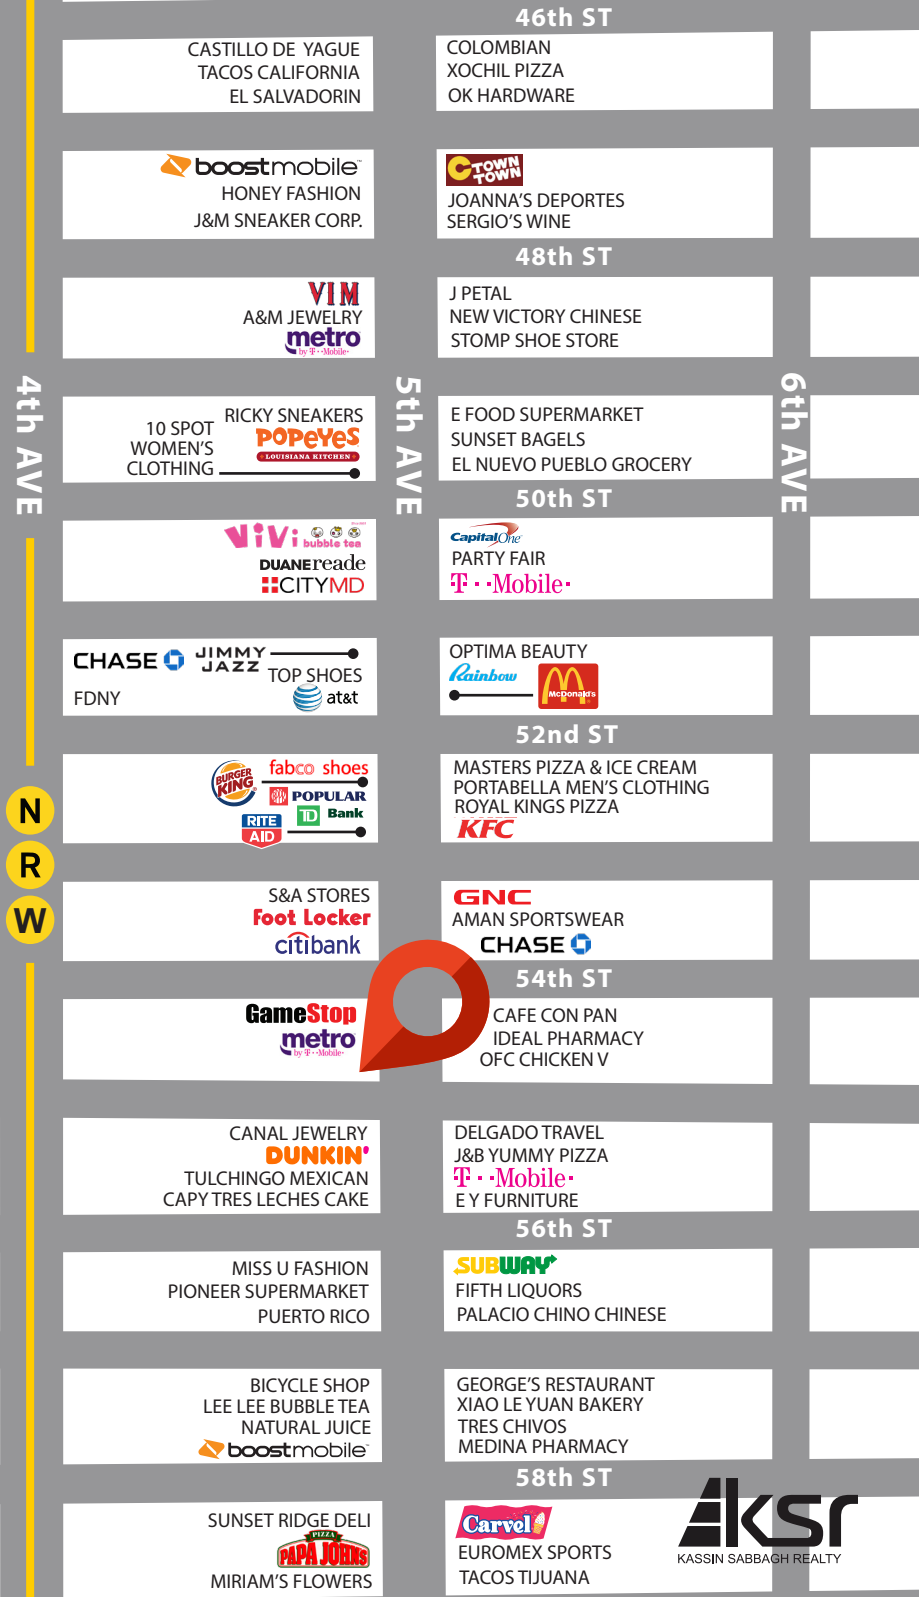 46th ST
CASTILLO DE YAGUE
TACOS CALIFORNIA
EL SALVADORIN
COLOMBIAN
XOCHIL PIZZA
OK HARDWARE
boostmobile
HONEY FASHION
J&M SNEAKER CORP.
C TOWN TOWN
JOANNA'S DEPORTES
SERGIO'S WINE
48th ST
VIM
A&M JEWELRY
metro
by T-Mobile
J PETAL
NEW VICTORY CHINESE
STOMP SHOE STORE
4th AVE
5th AVE
6th AVE
10 SPOT
WOMEN'S
CLOTHING
RICKY SNEAKERS
POPEYES
LOUISIANA KITCHEN
E FOOD SUPERMARKET
SUNSET BAGELS
EL NUEVO PUEBLO GROCERY
50th ST
ViVi bubble tea
DUANEreade
CITYMD
Capital One
PARTY FAIR
T-Mobile
CHASE
JIMMY
JAZZ
TOP SHOES
FDNY
at&t
OPTIMA BEAUTY
Rainbow
McDonald's
52nd ST
BURGER KING
fabco shoes
POPULAR
TD Bank
RITE AID
MASTERS PIZZA & ICE CREAM
PORTABELLA MEN'S CLOTHING
ROYAL KINGS PIZZA
KFC
N
R
W
S&A STORES
Foot Locker
citibank
GNC
AMAN SPORTSWEAR
CHASE
54th ST
GameStop
metro
by T-Mobile
CAFE CON PAN
IDEAL PHARMACY
OFC CHICKEN V
CANAL JEWELRY
DUNKIN'
TULCHINGO MEXICAN
CAPY TRES LECHES CAKE
DELGADO TRAVEL
J&B YUMMY PIZZA
T-Mobile
E Y FURNITURE
56th ST
MISS U FASHION
PIONEER SUPERMARKET
PUERTO RICO
SUBWAY
FIFTH LIQUORS
PALACIO CHINO CHINESE
BICYCLE SHOP
LEE LEE BUBBLE TEA
NATURAL JUICE
boostmobile
GEORGE'S RESTAURANT
XIAO LE YUAN BAKERY
TRES CHIVOS
MEDINA PHARMACY
58th ST
SUNSET RIDGE DELI
PIZZA
PAPA JOHNS
MIRIAM'S FLOWERS
Carvel
EUROMEX SPORTS
TACOS TIJUANA
ksr
KASSIN SABBAGH REALTY